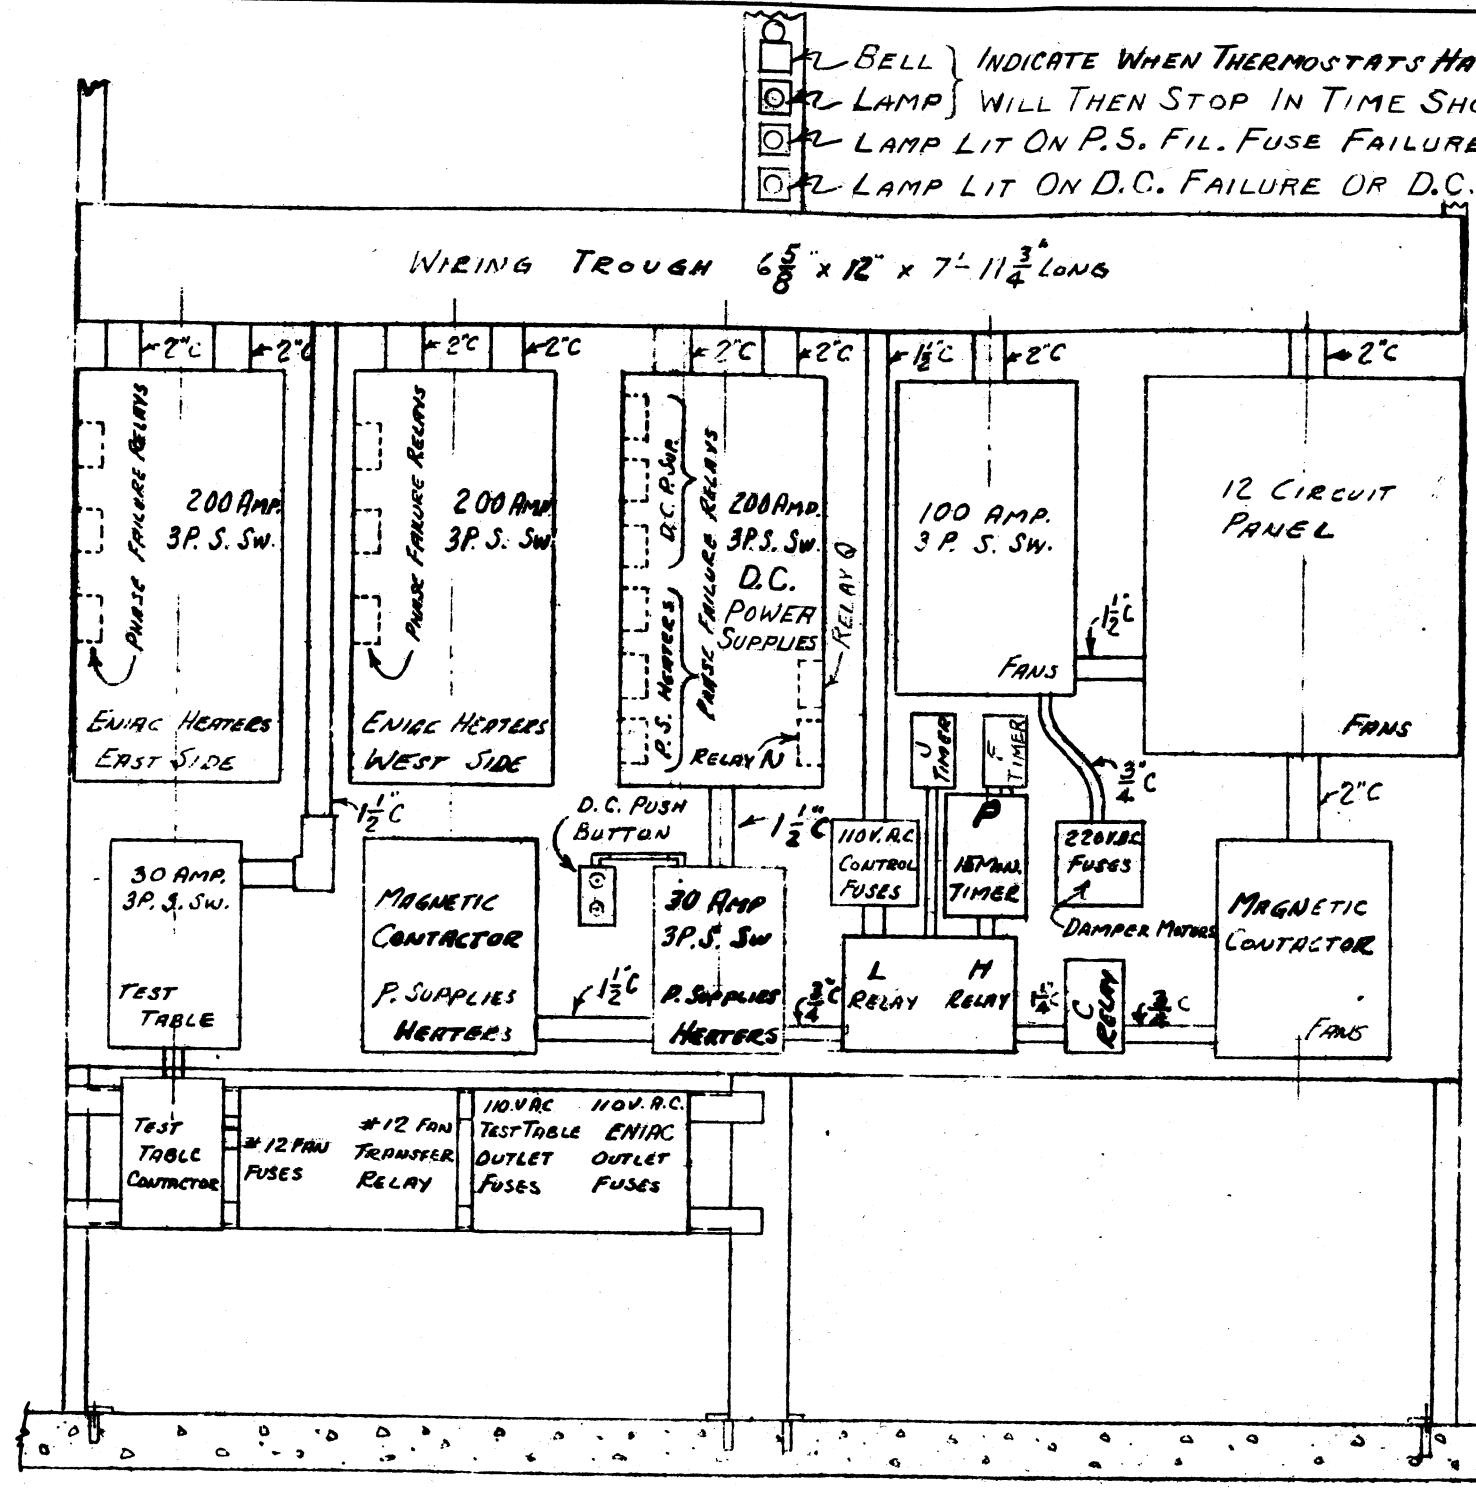 BELL } INDICATE WHEN THERMOSTATS HA
LAMP } WILL THEN STOP IN TIME SHO
LAMP LIT ON P.S. FIL. FUSE FAILURE
LAMP LIT ON D.C. FAILURE OR D.C.
WIRING TROUGH 6 5/8" x 12" x 7'-11 3/4" LONG
2"C
2"C
2"C
2"C
2"C
2"C
1 1/2"C
2"C
2"C
PHASE FAILURE RELAYS
200 AMP.
3P. S. SW.
ENIAC HEATERS
EAST SIDE
PHASE FAILURE RELAYS
200 AMP.
3P. S. SW.
ENIAC HEATERS
WEST SIDE
D.C. P. SUP.
P.S. HEATERS
PHASE FAILURE RELAYS
200 AMP.
3P. S. SW.
D.C.
POWER
SUPPLIES
RELAY N
RELAY Q
100 AMP.
3 P. S. SW.
FANS
1 1/2"C
12 CIRCUIT
PANEL
FANS
1 1/2"C
D.C. PUSH
BUTTON
1 1/2"C
J
TIMER
F
TIMER
3/4"C
2"C
30 AMP.
3P. S. SW.
TEST
TABLE
MAGNETIC
CONTACTOR
P. SUPPLIES
HEATERS
1 1/2"C
30 AMP
3P. S. SW
P. SUPPLIES
HEATERS
3/4"C
110V. A.C.
CONTROL
FUSES
P
15 MIN.
TIMER
220V.
FUSES
DAMPER MOTORS
L
RELAY
H
RELAY
C
RELAY
3/4"C
MAGNETIC
CONTACTOR
FANS
TEST
TABLE
CONTACTOR
#12 FAN
FUSES
#12 FAN
TRANSFER
RELAY
110.V AC
TEST TABLE
OUTLET
FUSES
110V. A.C.
ENIAC
OUTLET
FUSES